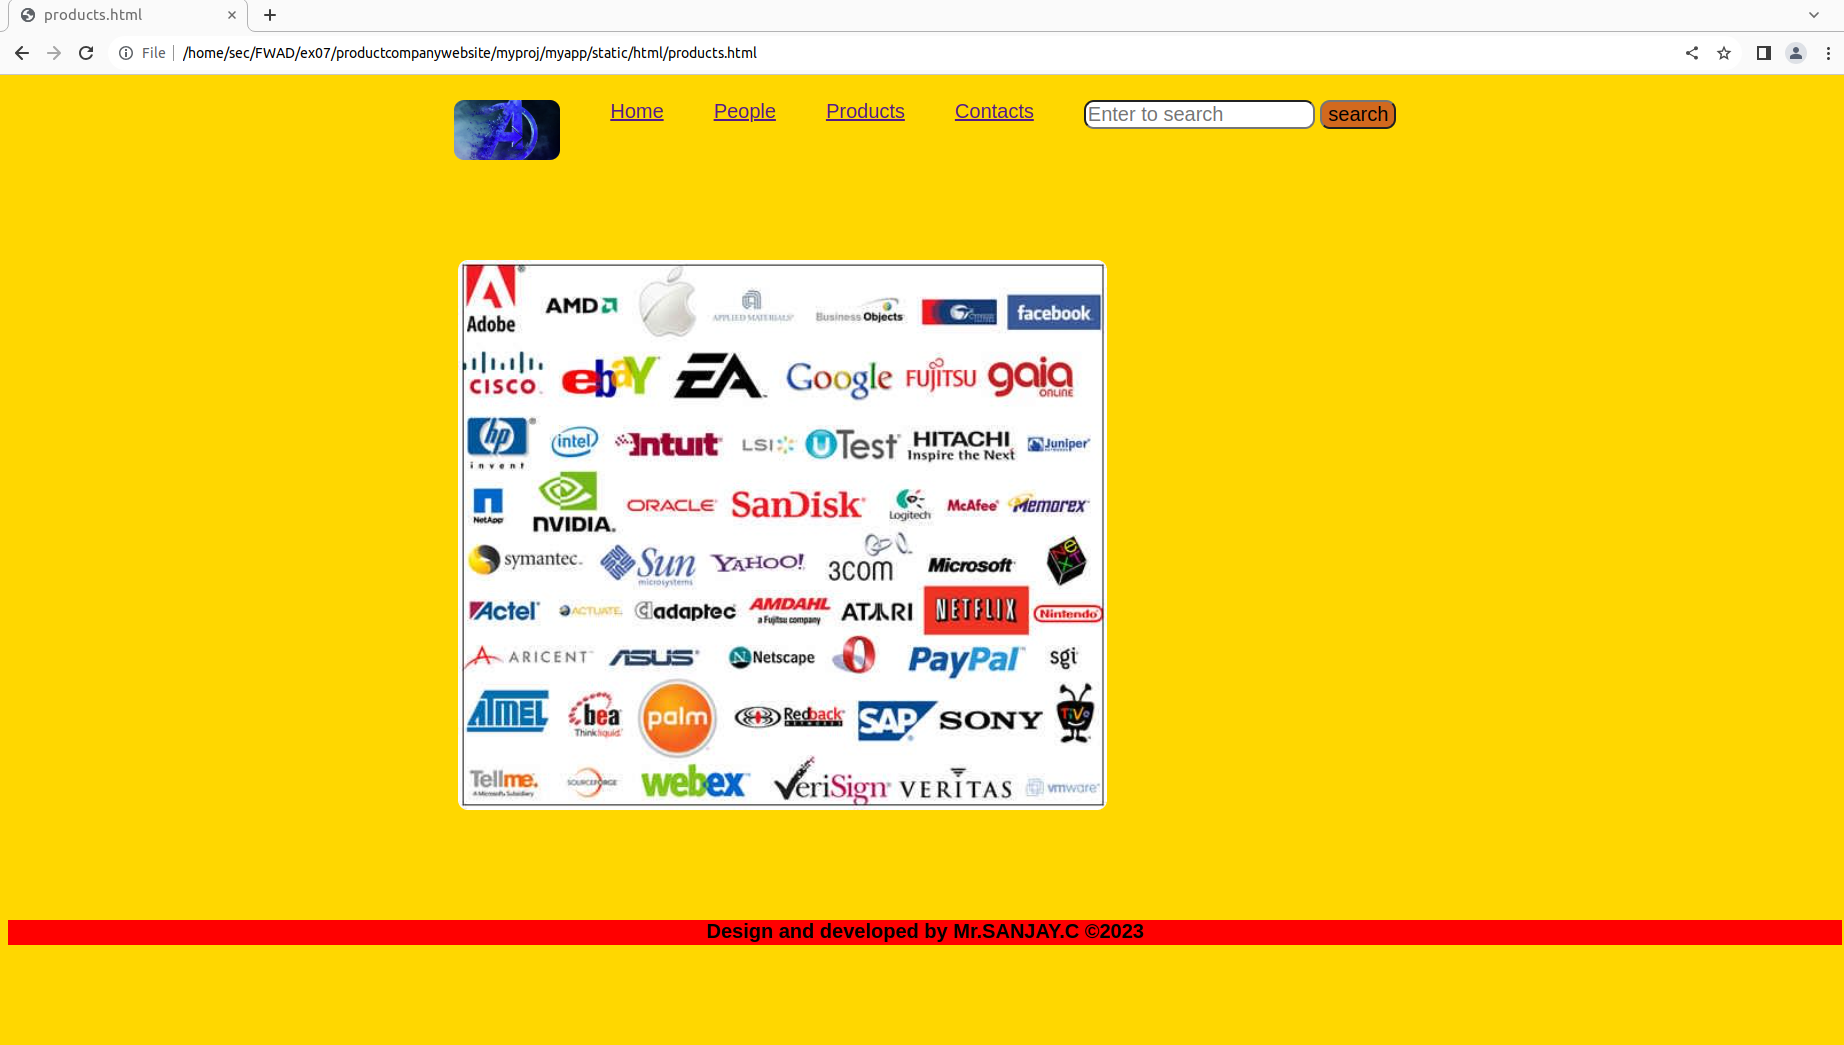 products.html
File /home/sec/FWAD/ex07/productcompanywebsite/myproj/myapp/static/html/products.html
Home People Products Contacts Enter to search search
Adobe AMD APPLIED MATERIALS Business Objects facebook
CISCO ebaY EA Google FUJITSU gaia ONLINE
hp invent intel Intuit LSI uTest HITACHI Inspire the Next Juniper
NetApp NVIDIA ORACLE SanDisk Logitech McAfee Memorex
symantec Sun microsystems YAHOO! 3COM Microsoft NeXT
Actel ACTUATE adaptec AMDAHL a Fujitsu company ATARI NETFLIX Nintendo
ARICENT ASUS Netscape PayPal sgi
ATMEL bea Think liquid. palm Redback NETWORKS SAP SONY TiVo
Tellme. A Microsoft Subsidiary SOURCEFORGE webex VeriSign VERITAS vmware
Design and developed by Mr.SANJAY.C ©2023